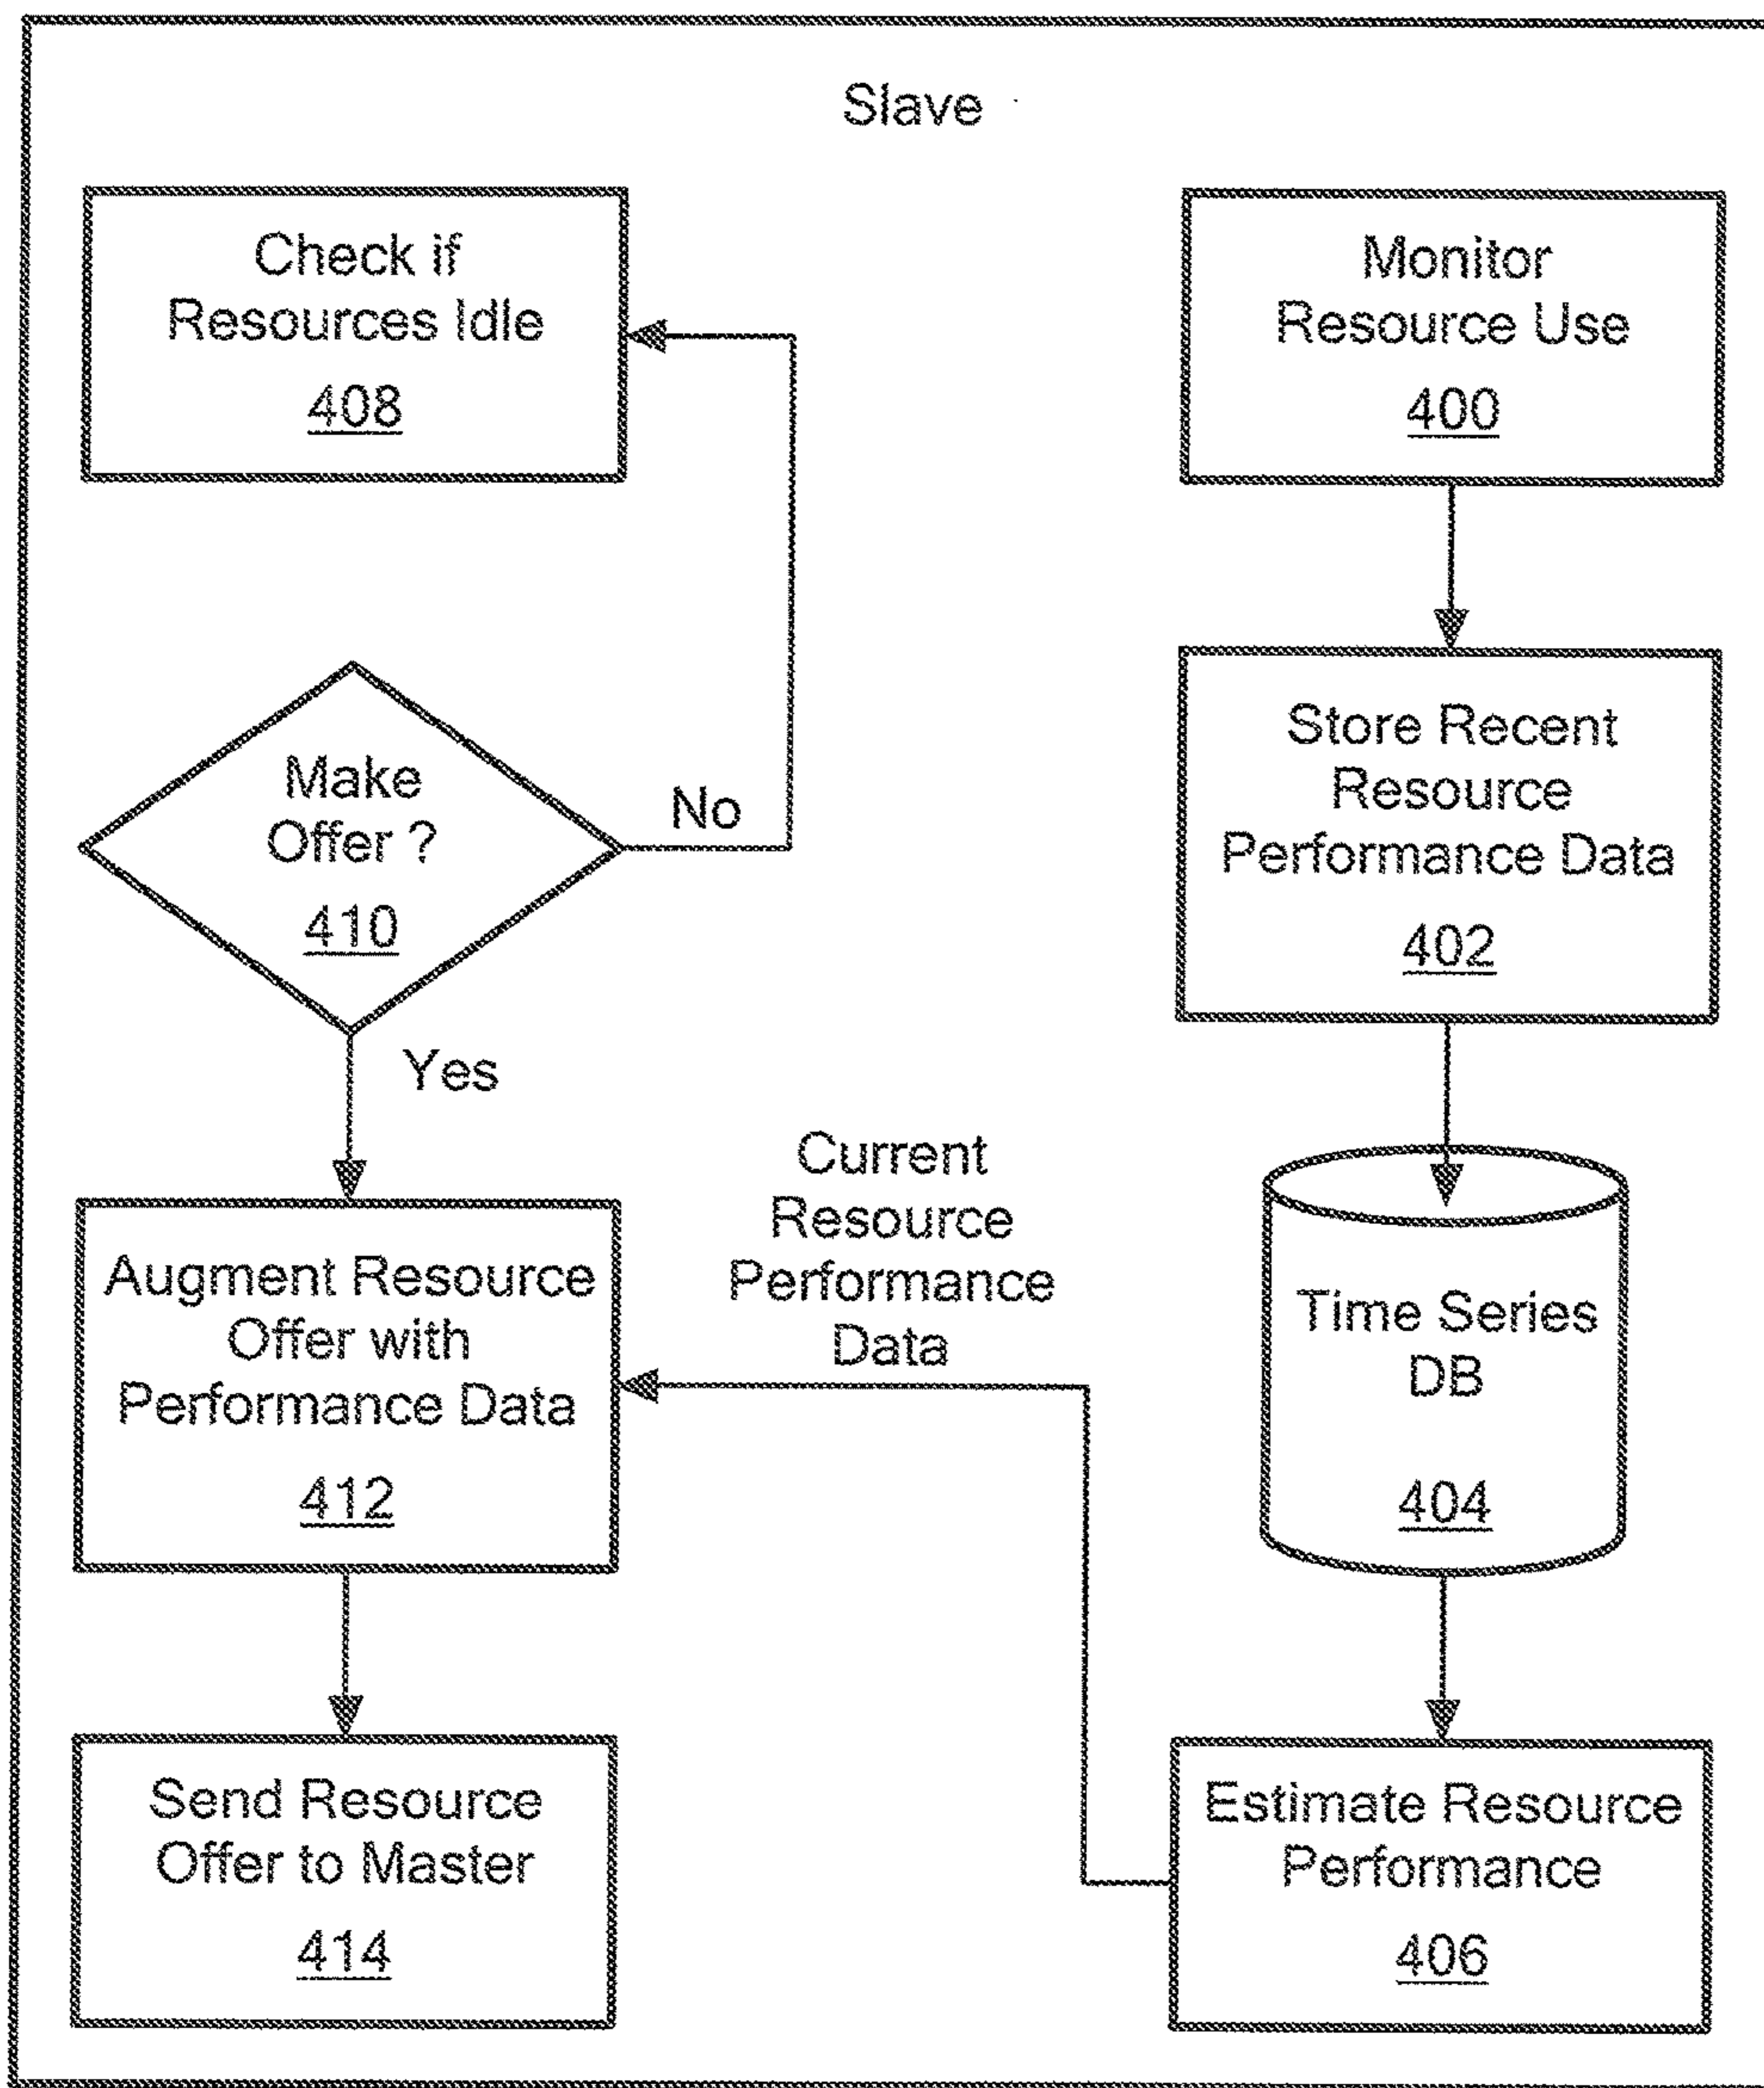 Slave
Check if
Resources Idle
408
Make
Offer ?
410
No
Yes
Augment Resource
Offer with
Performance Data
412
Send Resource
Offer to Master
414
Current
Resource
Performance
Data
Monitor
Resource Use
400
Store Recent
Resource
Performance Data
402
Time Series
DB
404
Estimate Resource
Performance
406